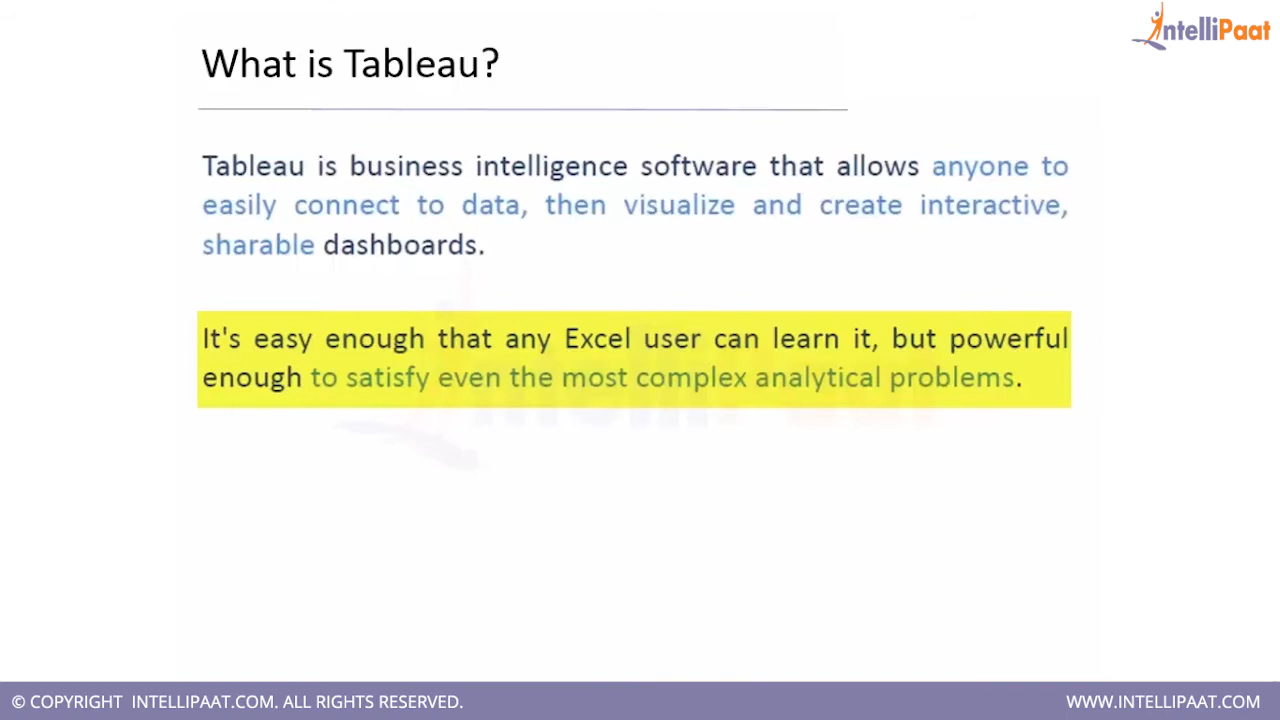 IntelliPaat
What is Tableau?
Tableau is business intelligence software that allows anyone to
easily connect to data, then visualize and create interactive,
sharable dashboards.
It's easy enough that any Excel user can learn it, but powerful
enough to satisfy even the most complex analytical problems.
© COPYRIGHT INTELLIPAAT.COM. ALL RIGHTS RESERVED.
WWW.INTELLIPAAT.COM